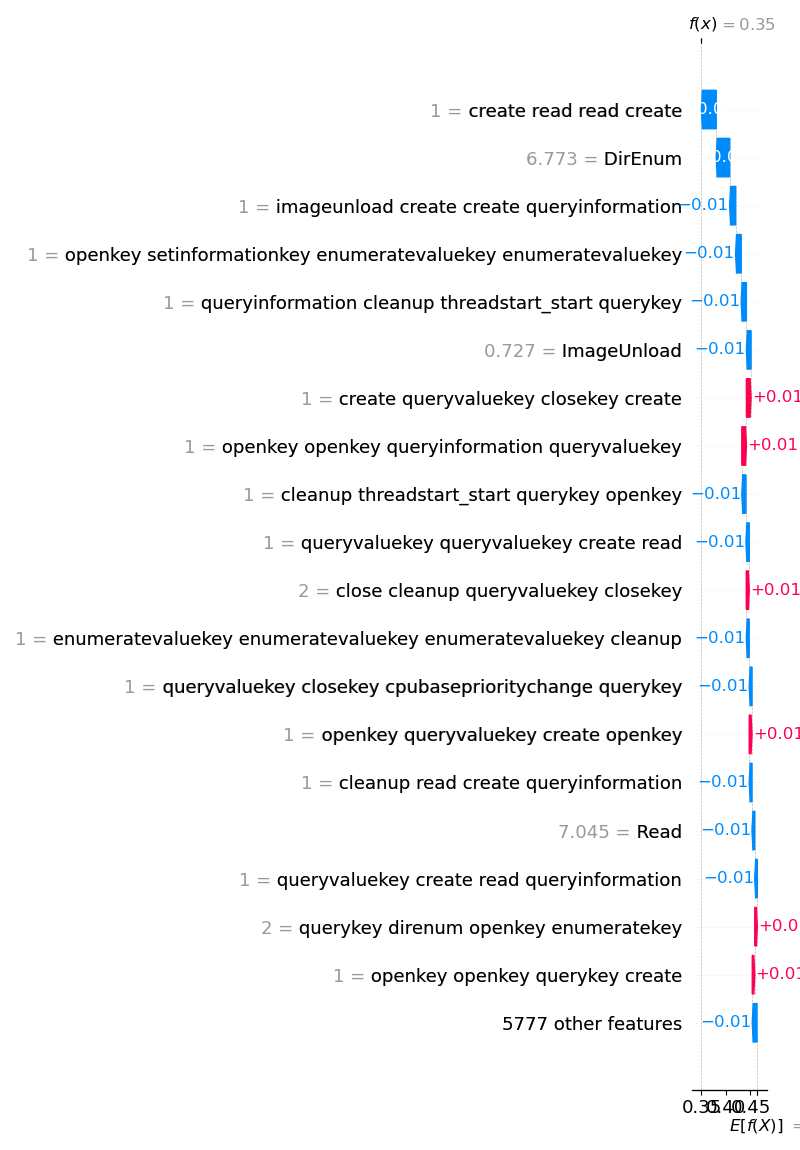 f(x) = 0.35
1 = create read read create
6.773 = DirEnum
1 = imageunload create create queryinformation −0.01
1 = openkey setinformationkey enumeratevaluekey enumeratevaluekey −0.01
1 = queryinformation cleanup threadstart_start querykey −0.01
0.727 = ImageUnload −0.01
1 = create queryvaluekey closekey create +0.01
1 = openkey openkey queryinformation queryvaluekey +0.01
1 = cleanup threadstart_start querykey openkey −0.01
1 = queryvaluekey queryvaluekey create read −0.01
2 = close cleanup queryvaluekey closekey +0.01
1 = enumeratevaluekey enumeratevaluekey enumeratevaluekey cleanup −0.01
1 = queryvaluekey closekey cpubaseprioritychange querykey −0.01
1 = openkey queryvaluekey create openkey +0.01
1 = cleanup read create queryinformation −0.01
7.045 = Read −0.01
1 = queryvaluekey create read queryinformation −0.01
2 = querykey direnum openkey enumeratekey +0.0
1 = openkey openkey querykey create +0.01
5777 other features −0.01
0.35 0.40 0.45
E[f(X)] =